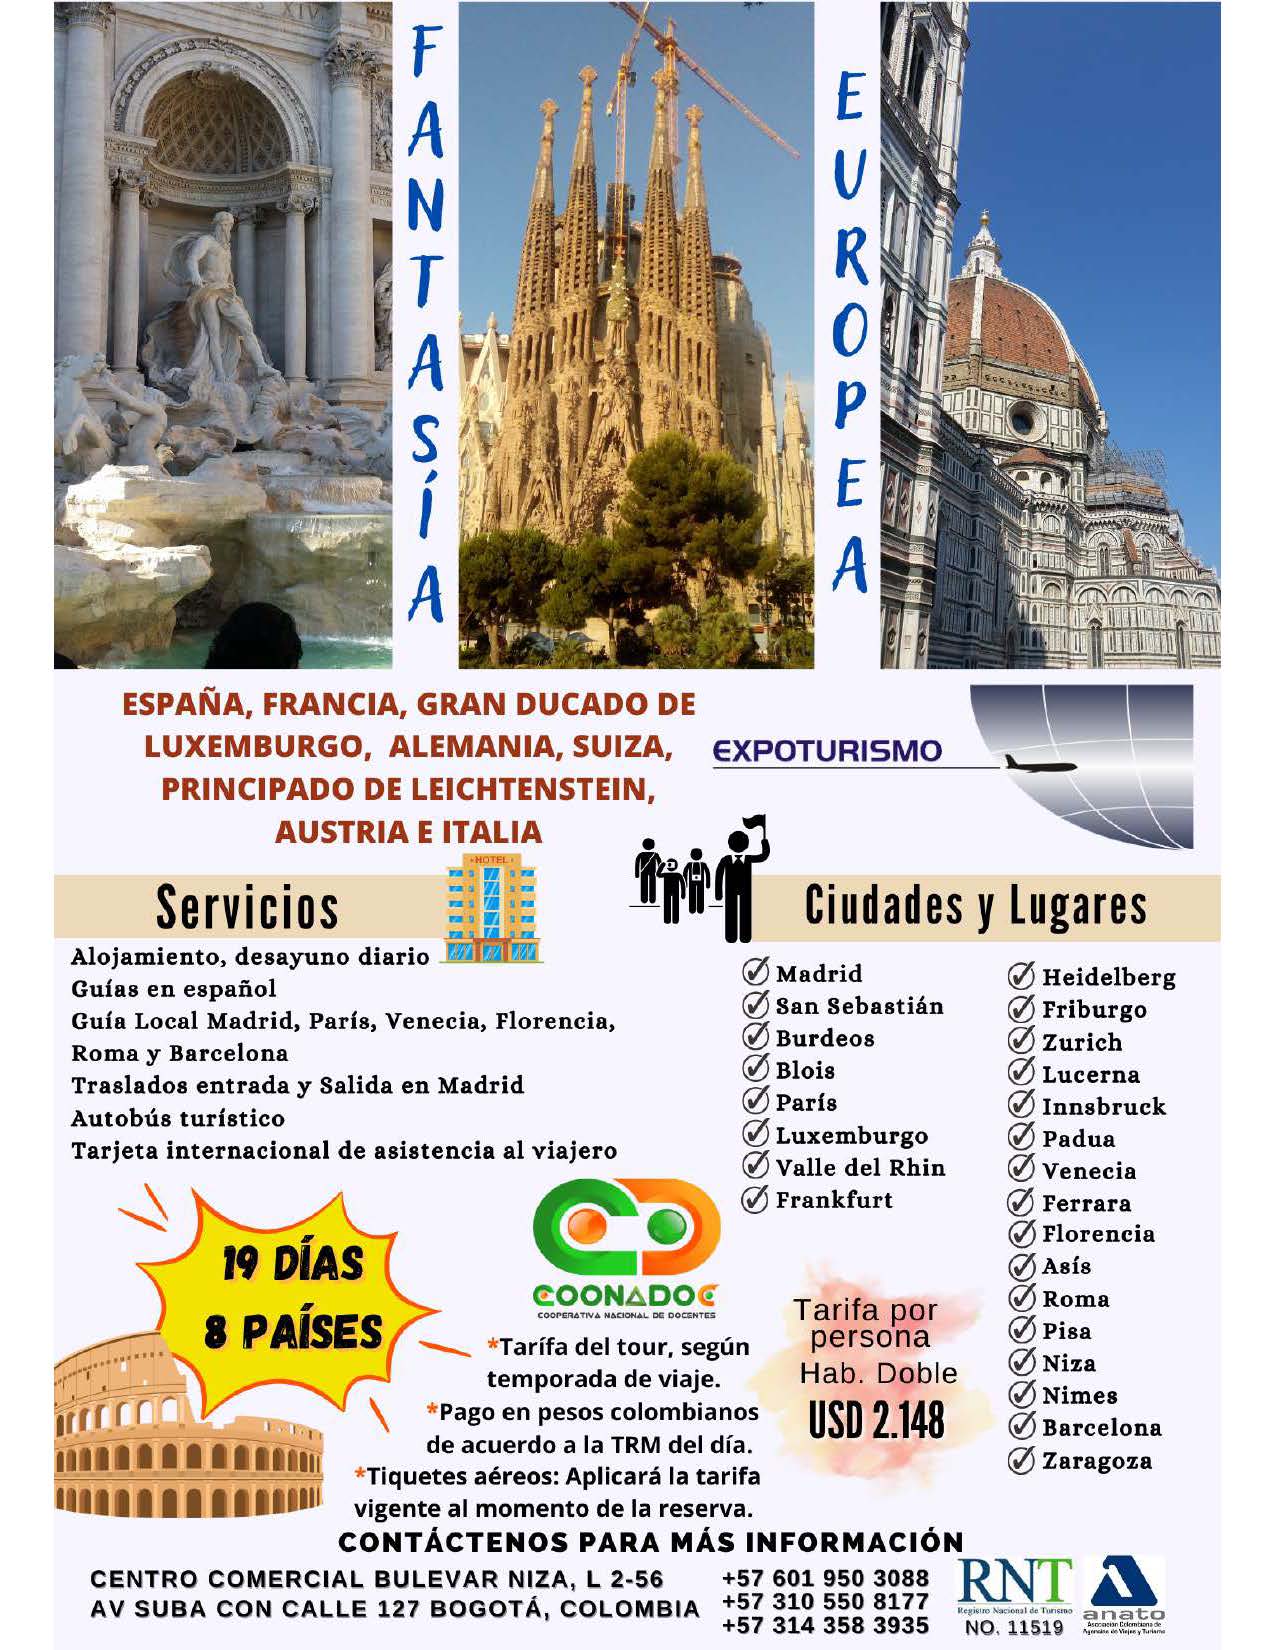 FANTASÍA
EUROPEA
ESPAÑA, FRANCIA, GRAN DUCADO DE
LUXEMBURGO, ALEMANIA, SUIZA,
PRINCIPADO DE LEICHTENSTEIN,
AUSTRIA E ITALIA
EXPOTURISMO
HOTEL
Servicios
Alojamiento, desayuno diario
Guías en español
Guía Local Madrid, París, Venecia, Florencia,
Roma y Barcelona
Traslados entrada y Salida en Madrid
Autobús turístico
Tarjeta internacional de asistencia al viajero
Ciudades y Lugares
Madrid
San Sebastián
Burdeos
Blois
París
Luxemburgo
Valle del Rhin
Frankfurt
Heidelberg
Friburgo
Zurich
Lucerna
Innsbruck
Padua
Venecia
Ferrara
Florencia
Asís
Roma
Pisa
Niza
Nimes
Barcelona
Zaragoza
19 DÍAS
8 PAÍSES
COONADOC
COOPERATIVA NACIONAL DE DOCENTES
*Tarífa del tour, según
temporada de viaje.
*Pago en pesos colombianos
de acuerdo a la TRM del día.
*Tiquetes aéreos: Aplicará la tarifa
vigente al momento de la reserva.
Tarifa por
persona
Hab. Doble
USD 2.148
CONTÁCTENOS PARA MÁS INFORMACIÓN
CENTRO COMERCIAL BULEVAR NIZA, L 2-56
AV SUBA CON CALLE 127 BOGOTÁ, COLOMBIA
+57 601 950 3088
+57 310 550 8177
+57 314 358 3935
RNT
Registro Nacional de Turismo
NO. 11519
anato
Asociación Colombiana de
Agencias de Viajes y Turismo